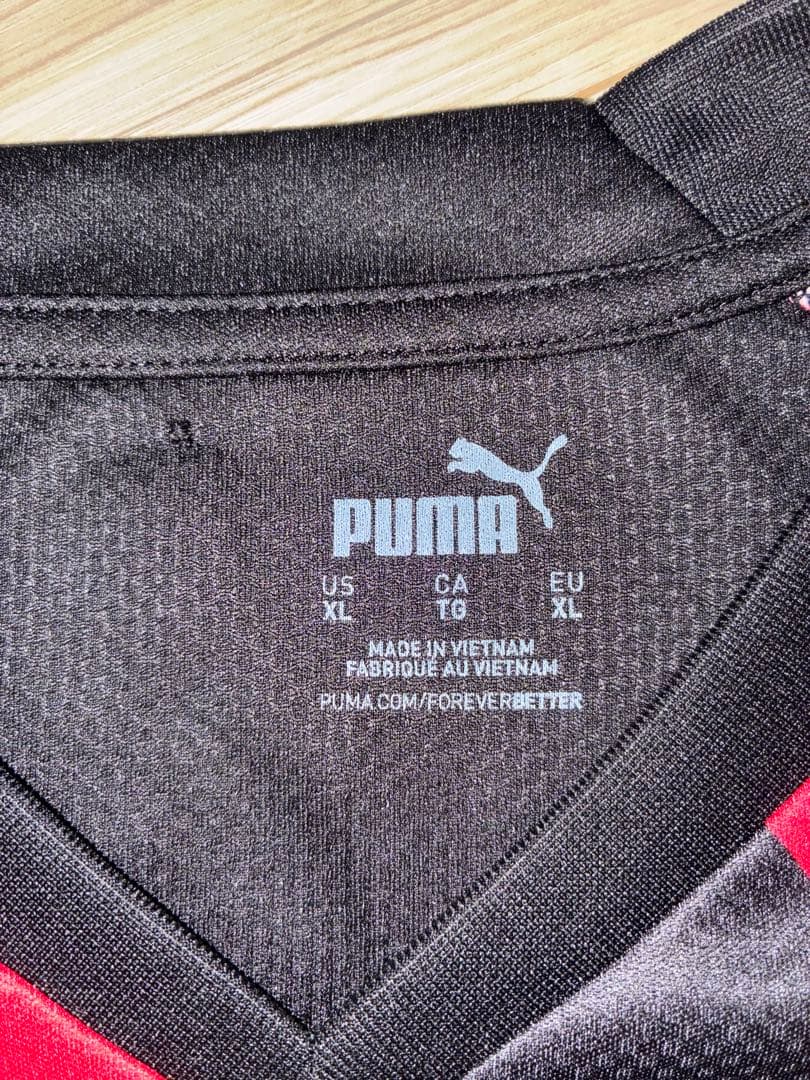 PUMA
US CA EU
XL TG XL
MADE IN VIETNAM
FABRIQUÉ AU VIETNAM
PUMA.COM/FOREVERBETTER